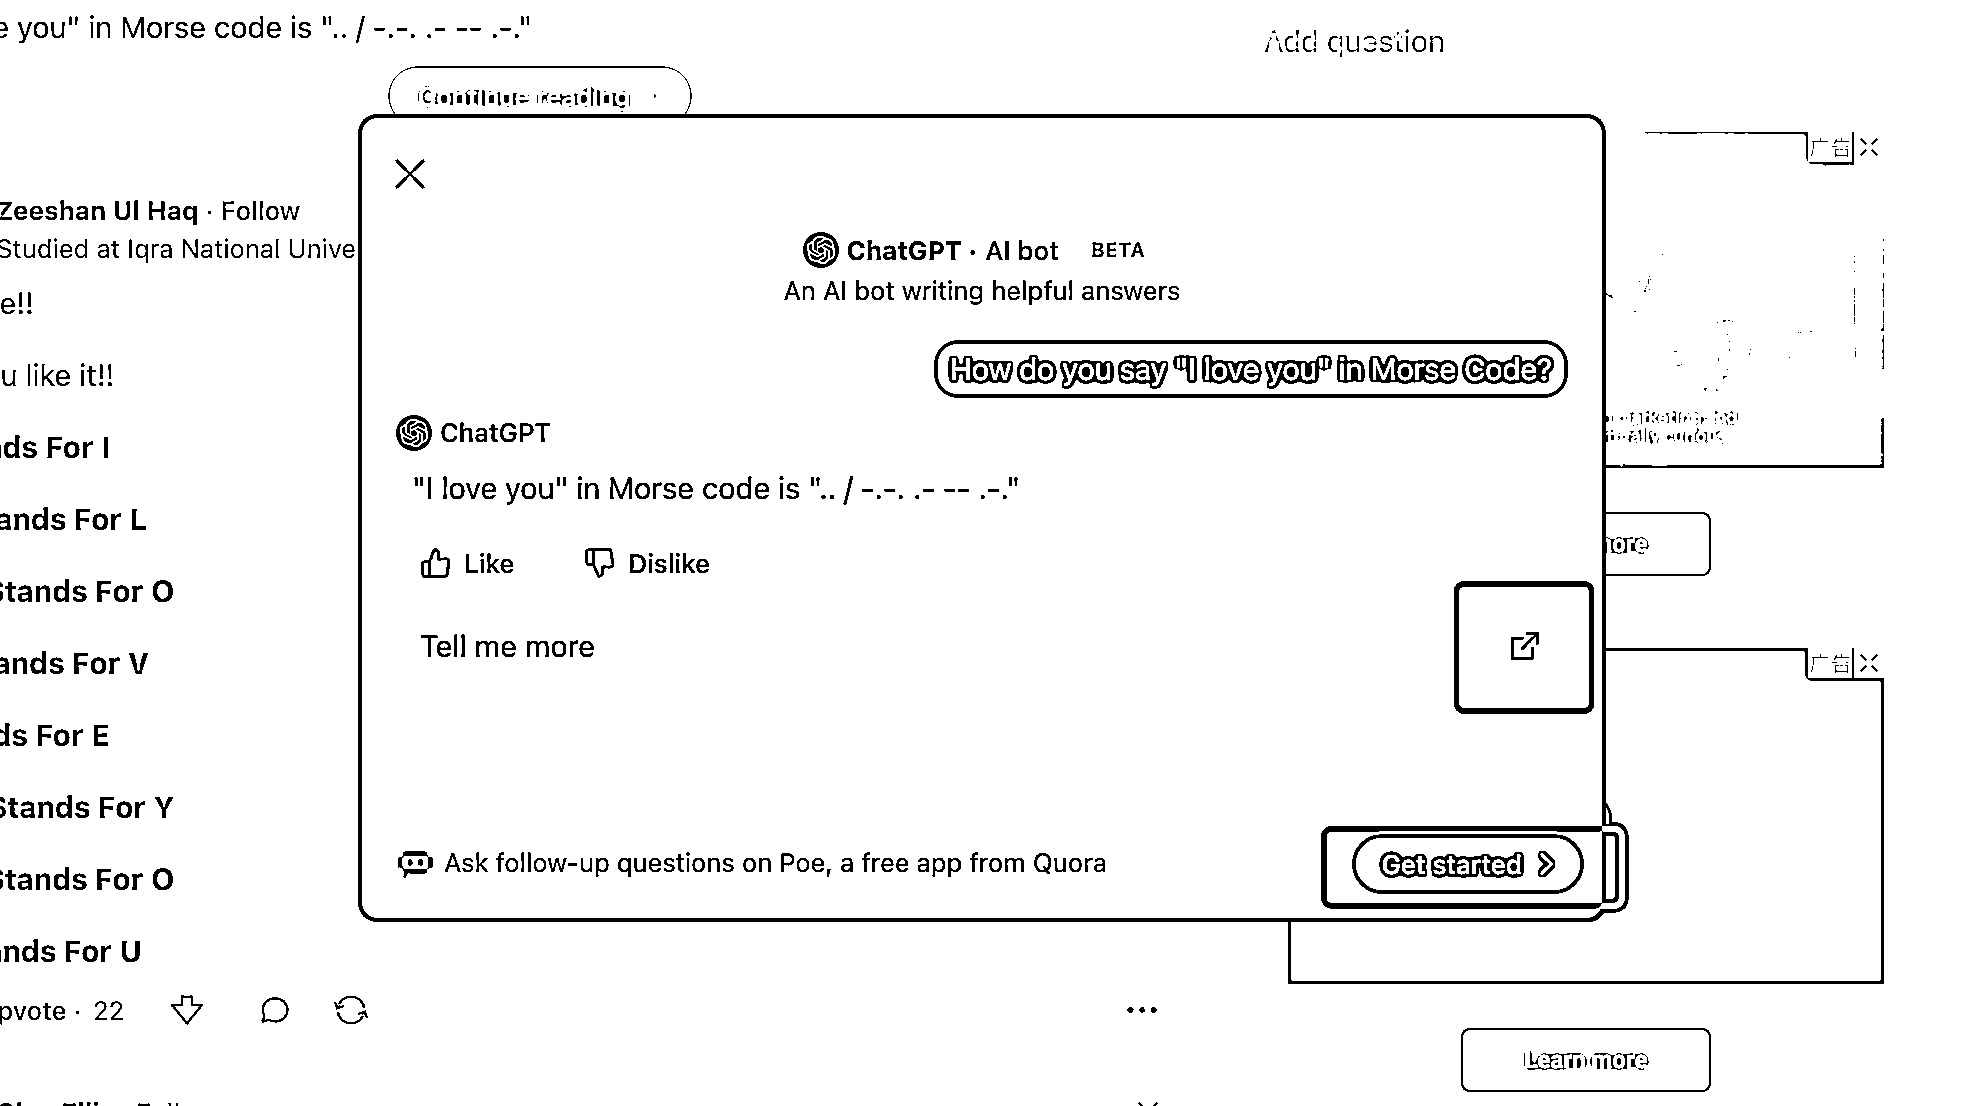 e you" in Morse code is ".. / -.-. .- -- .-."
Add question
Continue reading
Zeeshan Ul Haq · Follow
Studied at Iqra National Unive
e!!
u like it!!
ds For I
ands For L
Stands For O
ands For V
ds For E
Stands For Y
Stands For O
ands For U
pvote · 22
ChatGPT · AI bot BETA
An AI bot writing helpful answers
How do you say "I love you" in Morse Code?
ChatGPT
"I love you" in Morse code is ".. / -.-. .- -- .-."
Like Dislike
Tell me more
Ask follow-up questions on Poe, a free app from Quora
Get started
广告
ore
广告
Learn more